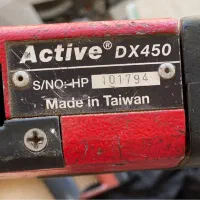 Active® DX450
S/NO: HP 101794
Made in Taiwan